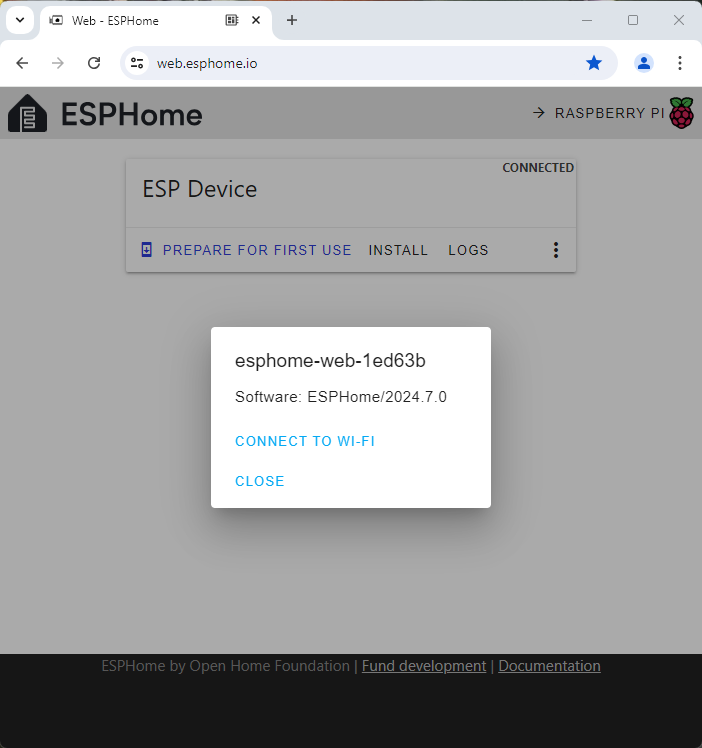 Web - ESPHome
web.esphome.io
ESPHome
RASPBERRY PI
CONNECTED
ESP Device
PREPARE FOR FIRST USE INSTALL LOGS
esphome-web-1ed63b
Software: ESPHome/2024.7.0
CONNECT TO WI-FI
CLOSE
ESPHome by Open Home Foundation | Fund development | Documentation